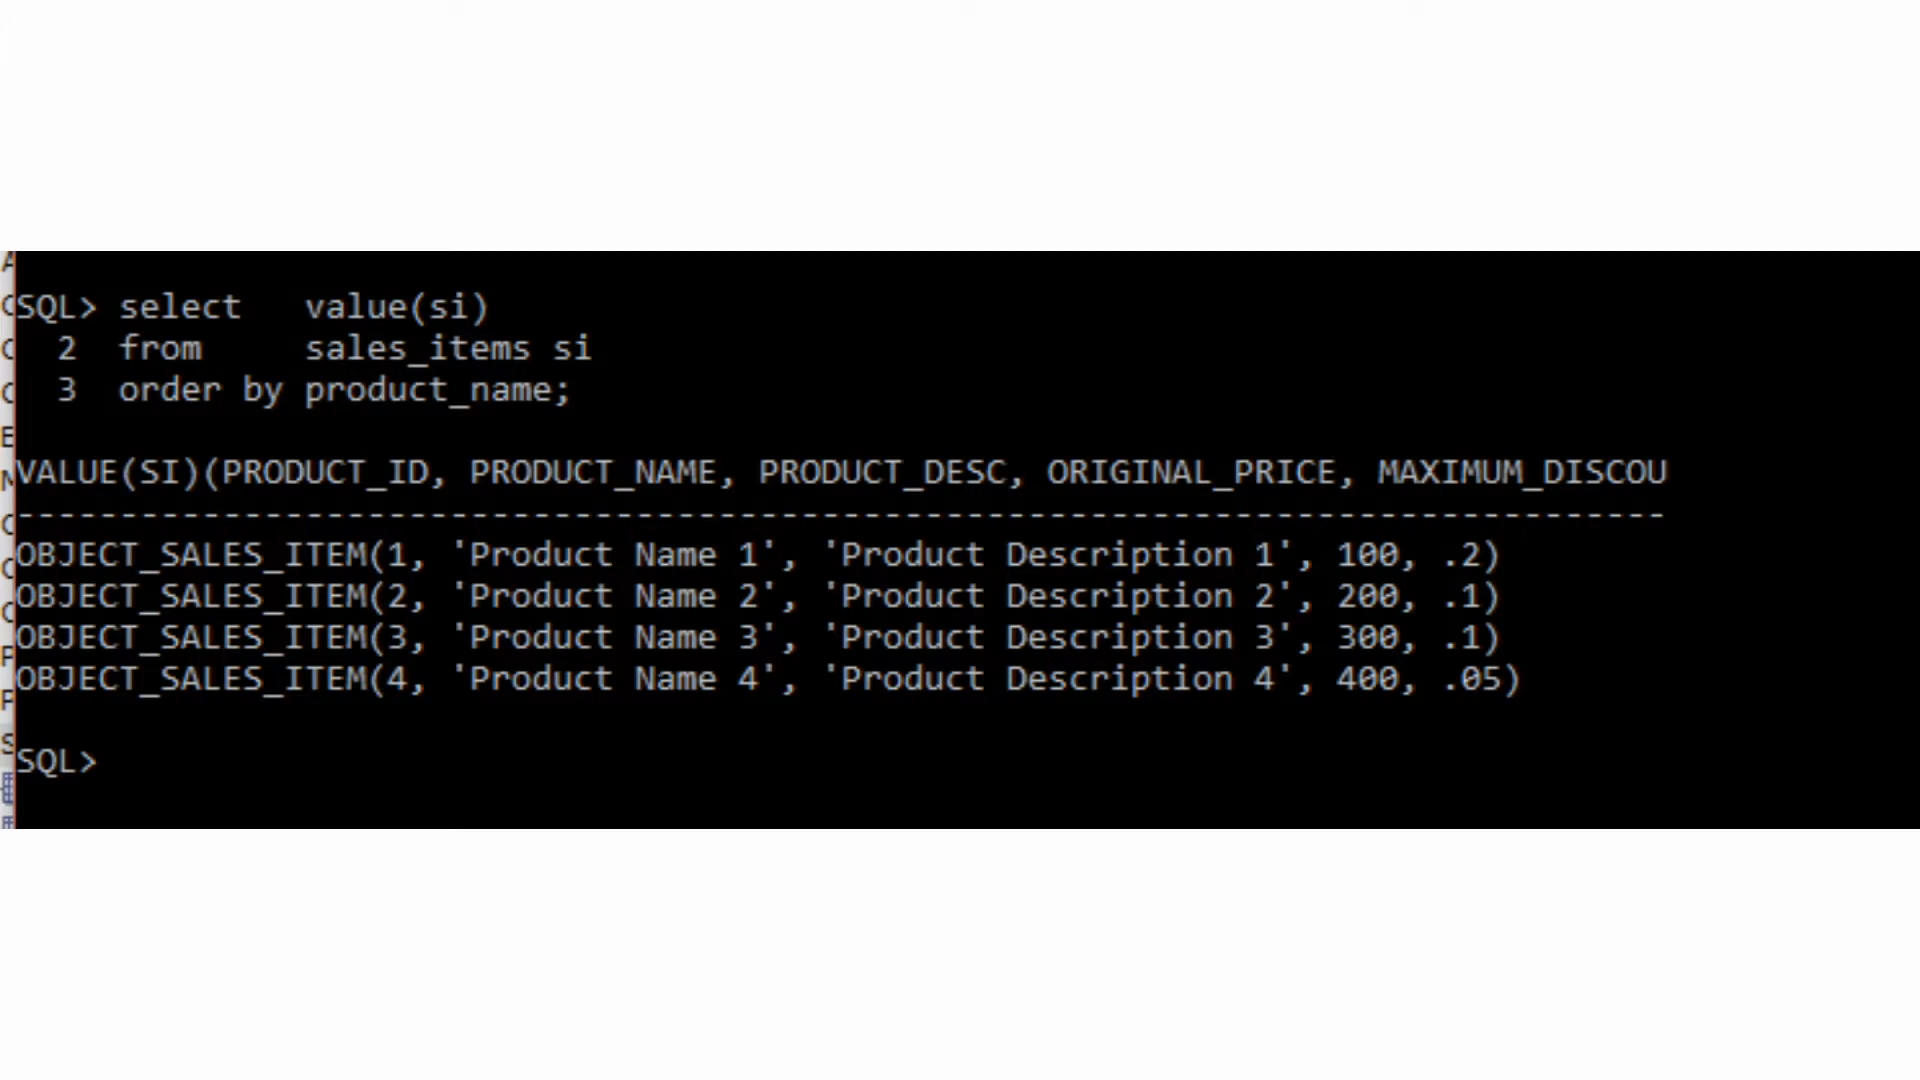 SQL> select   value(si)
  2  from     sales_items si
  3  order by product_name;
VALUE(SI)(PRODUCT_ID, PRODUCT_NAME, PRODUCT_DESC, ORIGINAL_PRICE, MAXIMUM_DISCOU
--------------------------------------------------------------------------------
OBJECT_SALES_ITEM(1, 'Product Name 1', 'Product Description 1', 100, .2)
OBJECT_SALES_ITEM(2, 'Product Name 2', 'Product Description 2', 200, .1)
OBJECT_SALES_ITEM(3, 'Product Name 3', 'Product Description 3', 300, .1)
OBJECT_SALES_ITEM(4, 'Product Name 4', 'Product Description 4', 400, .05)
SQL>